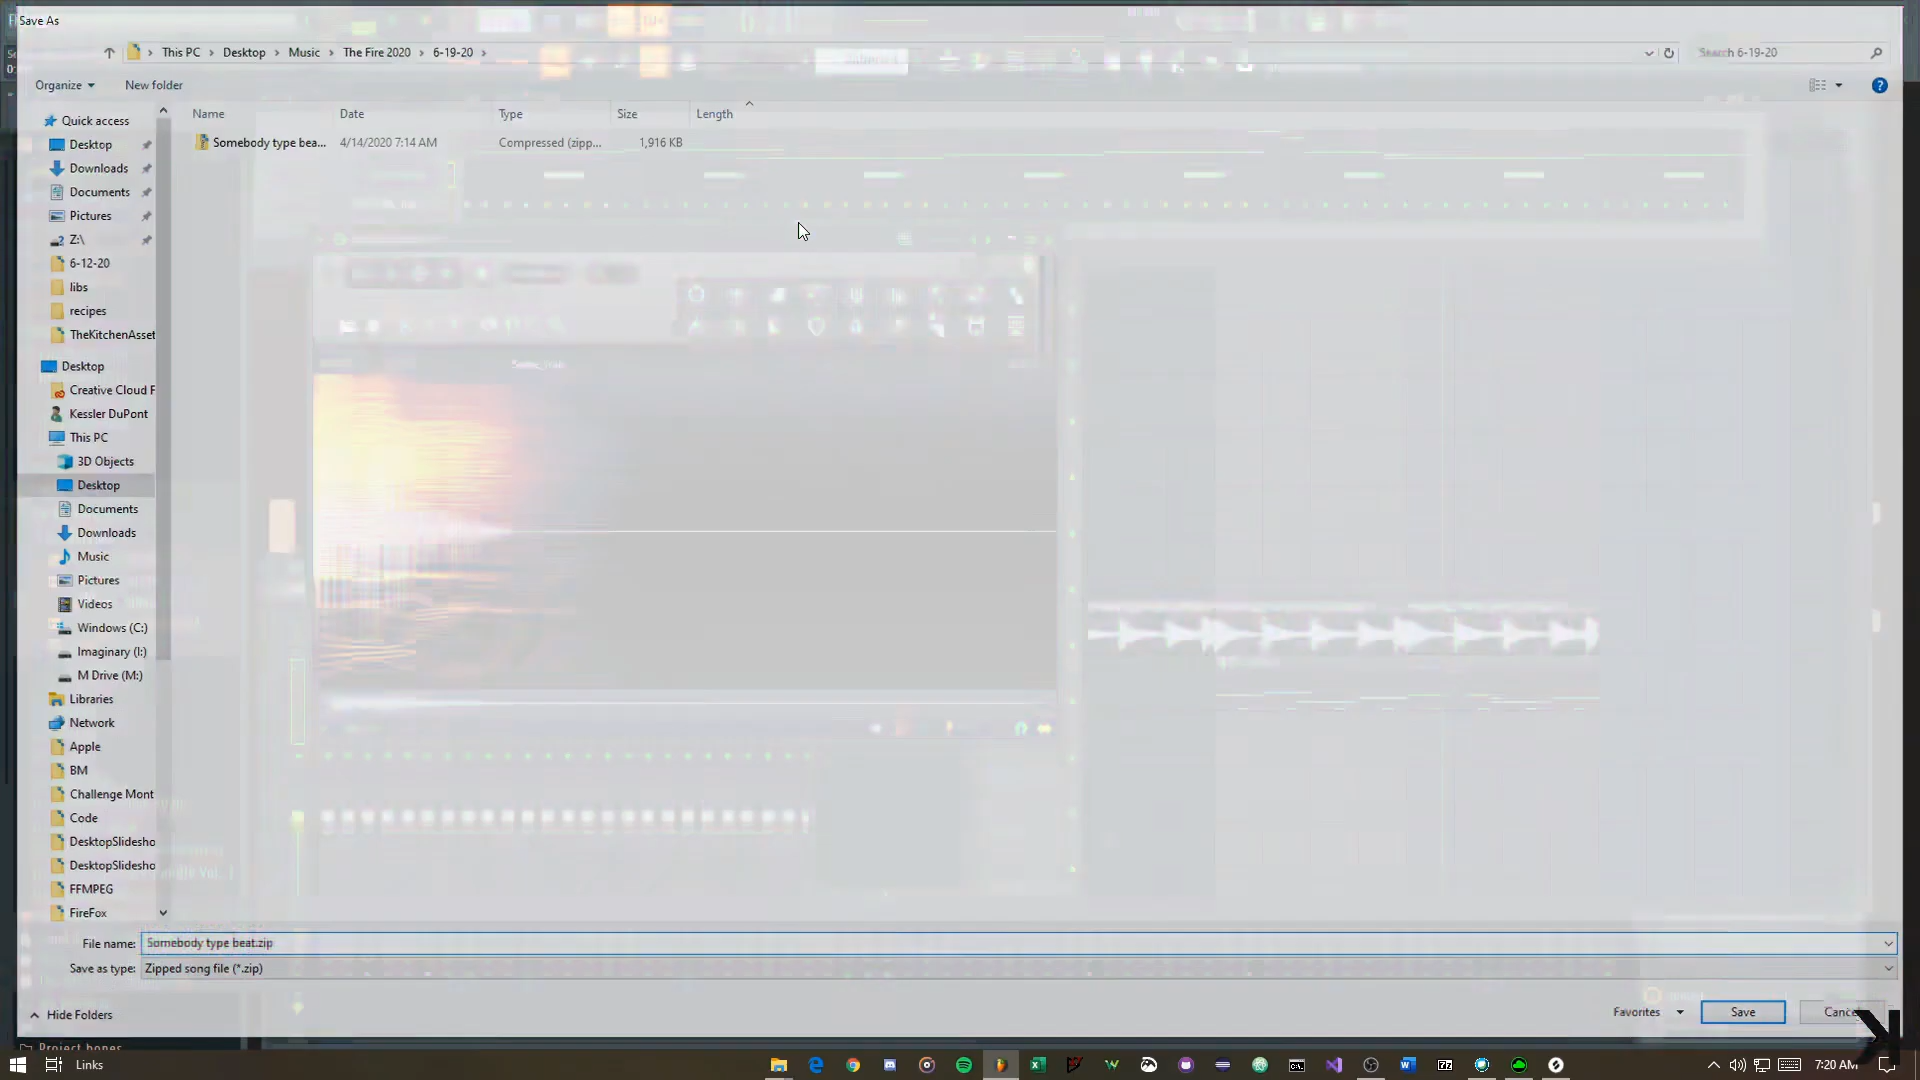 Save As
This PC > Desktop > Music > The Fire 2020 > 6-19-20 >
Search 6-19-20
Organize
New folder
Name Date Type Size Length
Somebody type bea... 4/14/2020 7:14 AM Compressed (zipp... 1,916 KB
Quick access
Desktop
Downloads
Documents
Pictures
Z:\
6-12-20
libs
recipes
TheKitchenAsset
Desktop
Creative Cloud F
Kessler DuPont
This PC
3D Objects
Desktop
Documents
Downloads
Music
Pictures
Videos
Windows (C:)
Imaginary (I:)
M Drive (M:)
Libraries
Network
Apple
BM
Challenge Mont
Code
DesktopSlidesho
DesktopSlidesho
FFMPEG
FireFox
File name: Somebody type beat.zip
Save as type: Zipped song file (*.zip)
Hide Folders
Favorites
Save
Cancel
Project bones
Links
7:20 AM